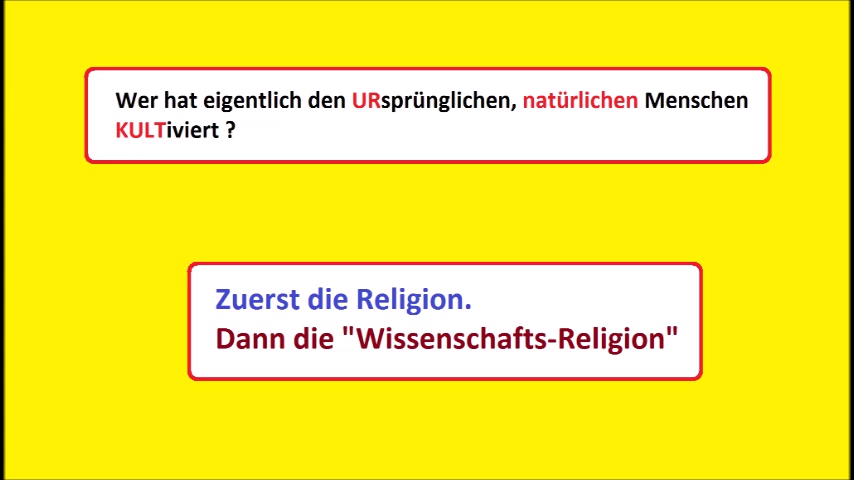 Wer hat eigentlich den URsprünglichen, natürlichen Menschen
KULTiviert ?
Zuerst die Religion.
Dann die "Wissenschafts-Religion"